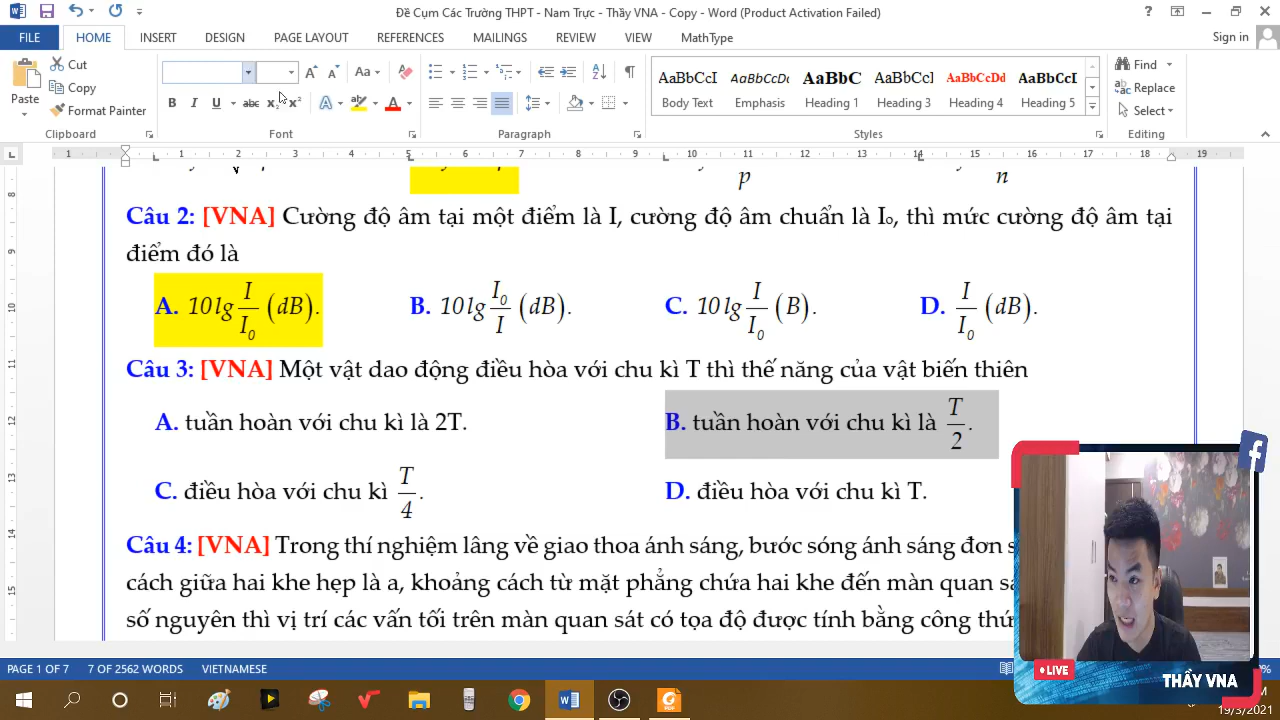 Đề Cụm Các Trường THPT - Nam Trực - Thầy VNA - Copy - Word (Product Activation Failed)
FILE HOME INSERT DESIGN PAGE LAYOUT REFERENCES MAILINGS REVIEW VIEW MathType Sign in
Paste Cut Copy Format Painter
Clipboard Font Paragraph Styles Editing
AaBbCcI AaBbCcDc AaBbC AaBbCcI AaBbCcDd AaBbCcI
Body Text Emphasis Heading 1 Heading 3 Heading 4 Heading 5
Find Replace Select
p n
Câu 2: [VNA] Cường độ âm tại một điểm là I, cường độ âm chuẩn là I₀, thì mức cường độ âm tại
điểm đó là
A. 10 lg I/I₀ (dB). B. 10 lg I₀/I (dB). C. 10 lg I/I₀ (B). D. I/I₀ (dB).
Câu 3: [VNA] Một vật dao động điều hòa với chu kì T thì thế năng của vật biến thiên
A. tuần hoàn với chu kì là 2T. B. tuần hoàn với chu kì là T/2.
C. điều hòa với chu kì T/4. D. điều hòa với chu kì T.
Câu 4: [VNA] Trong thí nghiệm Iâng về giao thoa ánh sáng, bước sóng ánh sáng đơn
cách giữa hai khe hẹp là a, khoảng cách từ mặt phẳng chứa hai khe đến màn quan
số nguyên thì vị trí các vấn tối trên màn quan sát có tọa độ được tính bằng công
LIVE
THẦY VNA
PAGE 1 OF 7 7 OF 2562 WORDS VIETNAMESE
19/3/2021